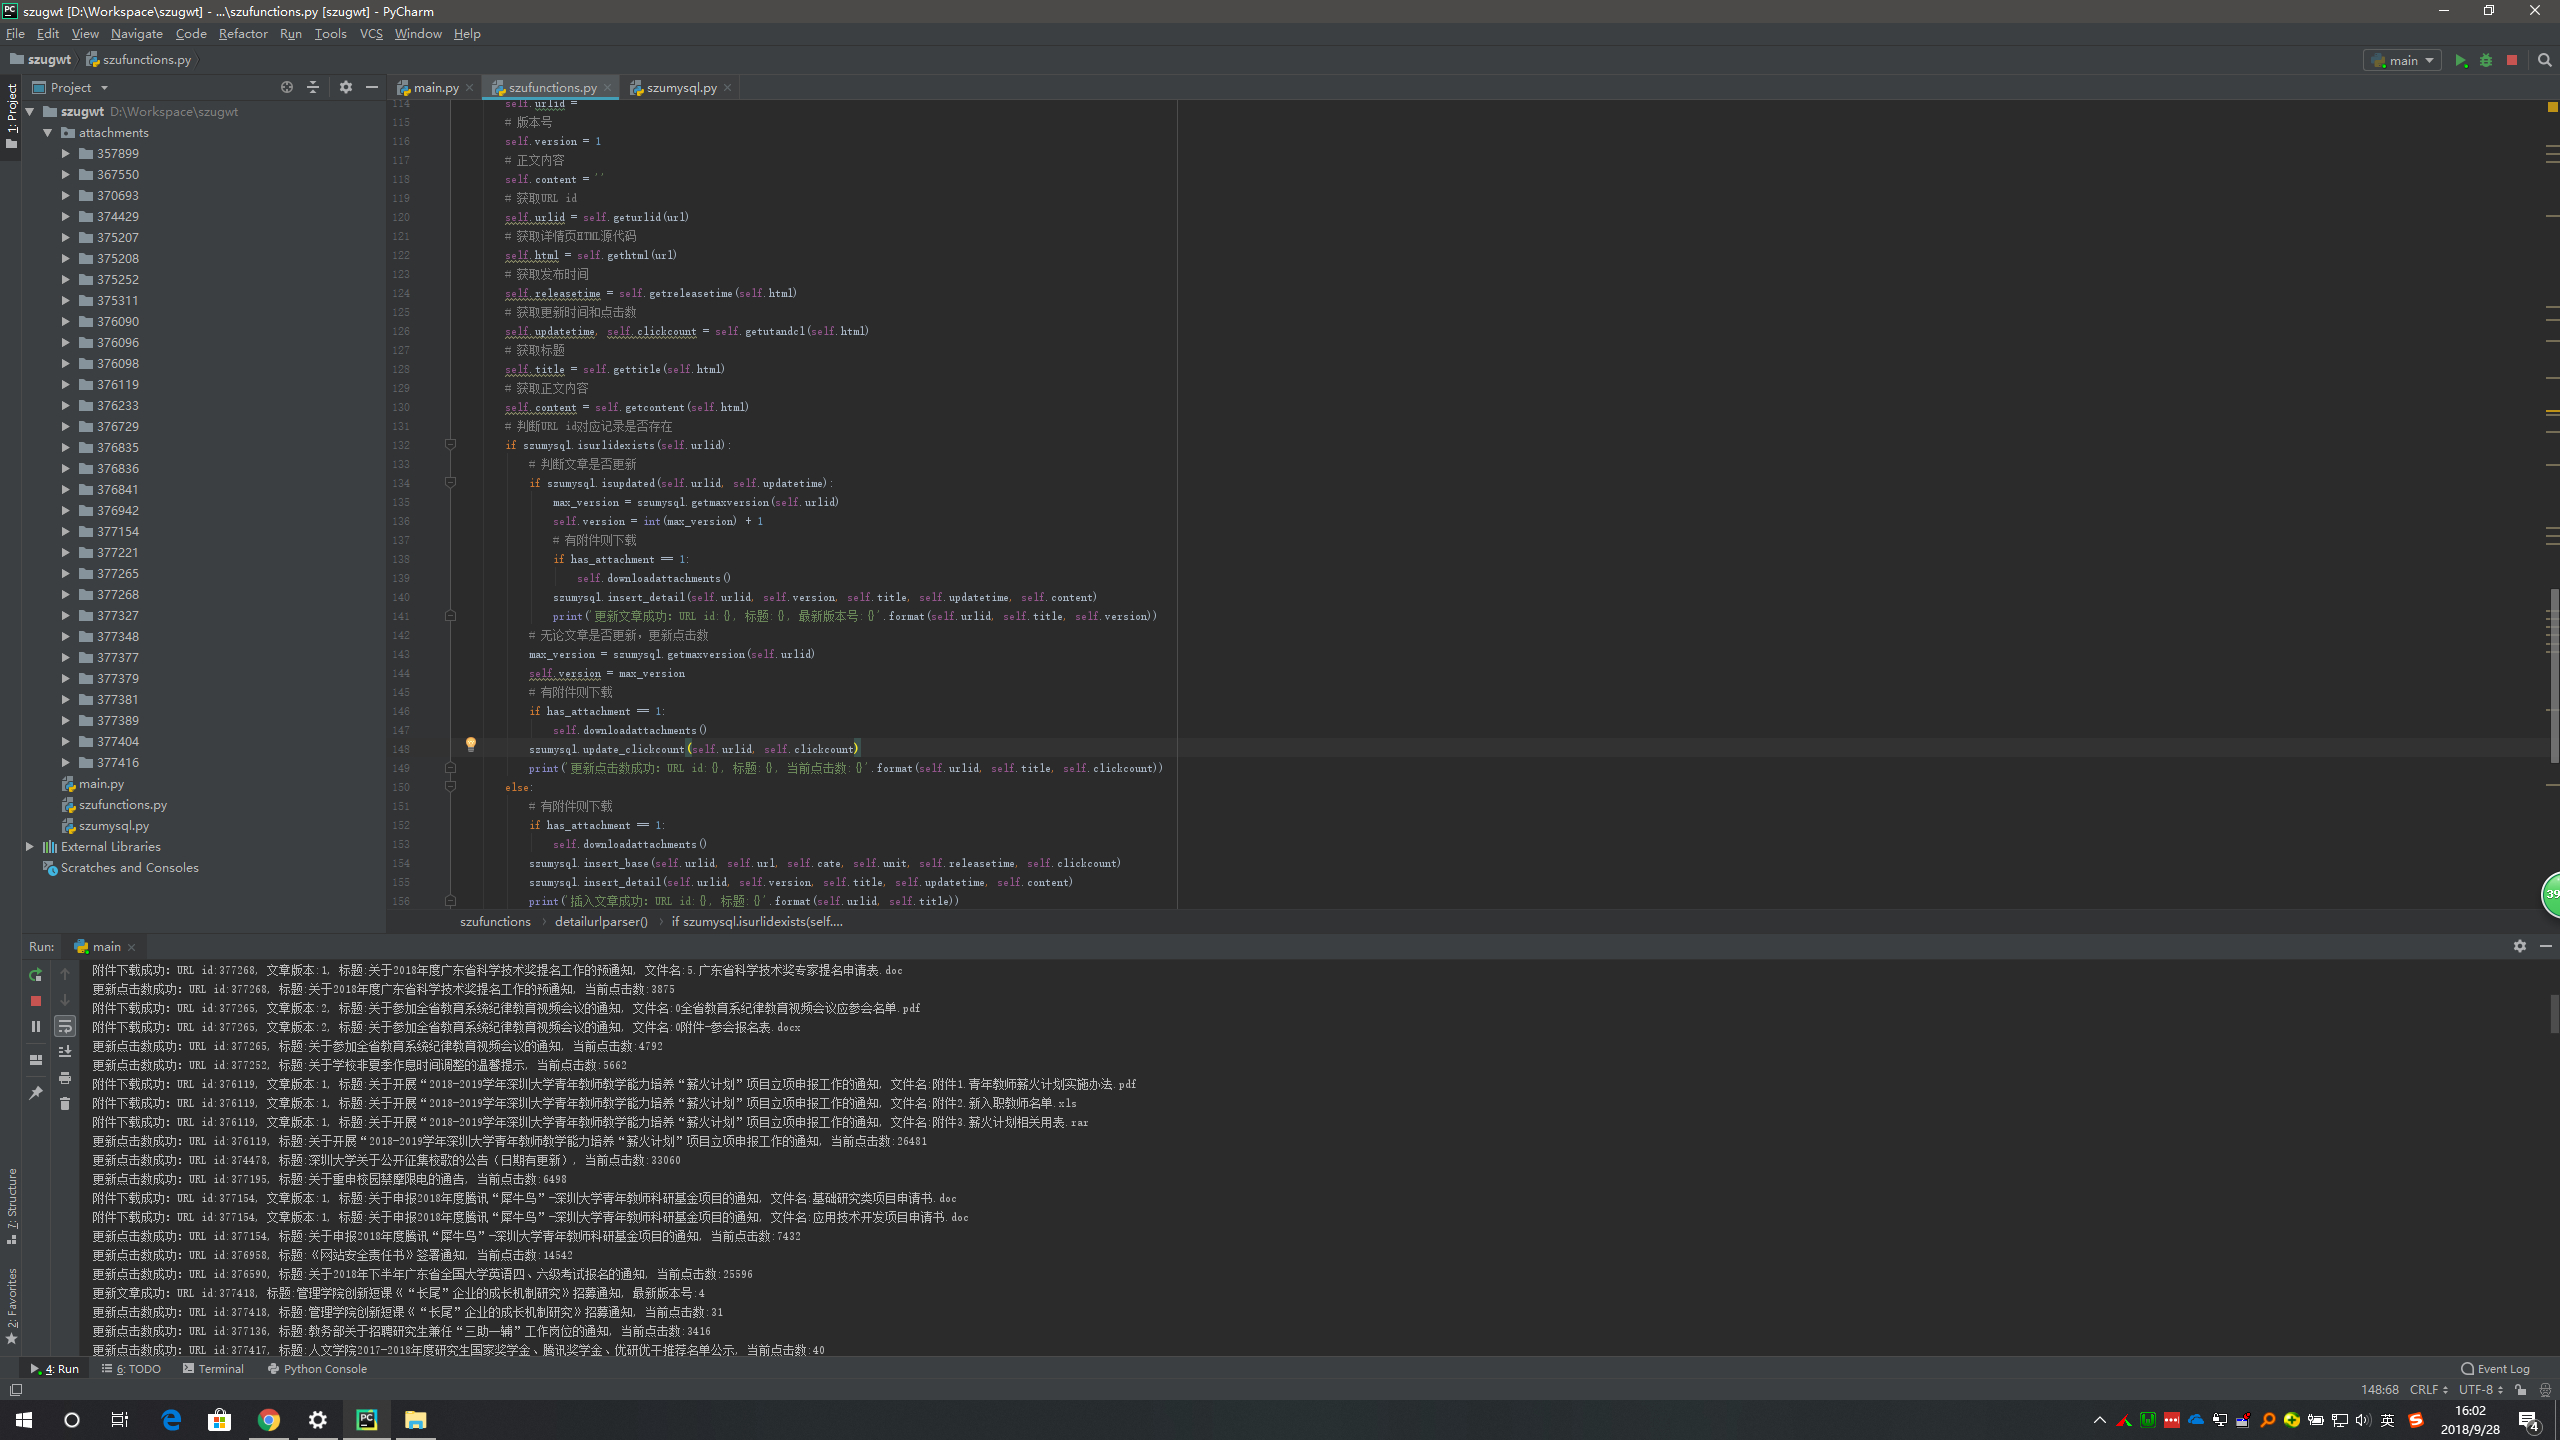 szugwt [D:\Workspace\szugwt] - ...\szufunctions.py [szugwt] - PyCharm
File Edit View Navigate Code Refactor Run Tools VCS Window Help
szugwt szufunctions.py
main
Project
main.py szufunctions.py szumysql.py
1: Project
szugwt D:\Workspace\szugwt
attachments
357899
367550
370693
374429
375207
375208
375252
375311
376090
376096
376098
376119
376233
376729
376835
376836
376841
376942
377154
377221
377265
377268
377327
377348
377377
377379
377381
377389
377404
377416
main.py
szufunctions.py
szumysql.py
External Libraries
Scratches and Consoles
114 self.urlid =
115 # 版本号
116 self.version = 1
117 # 正文内容
118 self.content = ''
119 # 获取URL id
120 self.urlid = self.geturlid(url)
121 # 获取详情页HTML源代码
122 self.html = self.gethtml(url)
123 # 获取发布时间
124 self.releasetime = self.getreleasetime(self.html)
125 # 获取更新时间和点击数
126 self.updatetime, self.clickcount = self.getutandcl(self.html)
127 # 获取标题
128 self.title = self.gettitle(self.html)
129 # 获取正文内容
130 self.content = self.getcontent(self.html)
131 # 判断URL id对应记录是否存在
132 if szumysql.isurlidexists(self.urlid):
133 # 判断文章是否更新
134 if szumysql.isupdated(self.urlid, self.updatetime):
135 max_version = szumysql.getmaxversion(self.urlid)
136 self.version = int(max_version) + 1
137 # 有附件则下载
138 if has_attachment == 1:
139 self.downloadattachments()
140 szumysql.insert_detail(self.urlid, self.version, self.title, self.updatetime, self.content)
141 print('更新文章成功: URL id:{}, 标题:{}, 最新版本号:{}'.format(self.urlid, self.title, self.version))
142 # 无论文章是否更新，更新点击数
143 max_version = szumysql.getmaxversion(self.urlid)
144 self.version = max_version
145 # 有附件则下载
146 if has_attachment == 1:
147 self.downloadattachments()
148 szumysql.update_clickcount(self.urlid, self.clickcount)
149 print('更新点击数成功: URL id:{}, 标题:{}, 当前点击数:{}'.format(self.urlid, self.title, self.clickcount))
150 else:
151 # 有附件则下载
152 if has_attachment == 1:
153 self.downloadattachments()
154 szumysql.insert_base(self.urlid, self.url, self.cate, self.unit, self.releasetime, self.clickcount)
155 szumysql.insert_detail(self.urlid, self.version, self.title, self.updatetime, self.content)
156 print('插入文章成功: URL id:{}, 标题:{}'.format(self.urlid, self.title))
szufunctions detailurlparser() if szumysql.isurlidexists(self....
39
Run: main
附件下载成功: URL id:377268, 文章版本:1, 标题:关于2018年度广东省科学技术奖提名工作的预通知, 文件名:5.广东省科学技术奖专家提名申请表.doc
更新点击数成功: URL id:377268, 标题:关于2018年度广东省科学技术奖提名工作的预通知, 当前点击数:3875
附件下载成功: URL id:377265, 文章版本:2, 标题:关于参加全省教育系统纪律教育视频会议的通知, 文件名:0全省教育系纪律教育视频会议应参会名单.pdf
附件下载成功: URL id:377265, 文章版本:2, 标题:关于参加全省教育系统纪律教育视频会议的通知, 文件名:0附件-参会报名表.docx
更新点击数成功: URL id:377265, 标题:关于参加全省教育系统纪律教育视频会议的通知, 当前点击数:4792
更新点击数成功: URL id:377252, 标题:关于学校非夏季作息时间调整的温馨提示, 当前点击数:5662
附件下载成功: URL id:376119, 文章版本:1, 标题:关于开展“2018-2019学年深圳大学青年教师教学能力培养“薪火计划”项目立项申报工作的通知, 文件名:附件1.青年教师薪火计划实施办法.pdf
附件下载成功: URL id:376119, 文章版本:1, 标题:关于开展“2018-2019学年深圳大学青年教师教学能力培养“薪火计划”项目立项申报工作的通知, 文件名:附件2.新入职教师名单.xls
附件下载成功: URL id:376119, 文章版本:1, 标题:关于开展“2018-2019学年深圳大学青年教师教学能力培养“薪火计划”项目立项申报工作的通知, 文件名:附件3.薪火计划相关用表.rar
更新点击数成功: URL id:376119, 标题:关于开展“2018-2019学年深圳大学青年教师教学能力培养“薪火计划”项目立项申报工作的通知, 当前点击数:26481
更新点击数成功: URL id:374478, 标题:深圳大学关于公开征集校歌的公告（日期有更新）, 当前点击数:33060
更新点击数成功: URL id:377195, 标题:关于重申校园禁摩限电的通告, 当前点击数:6498
附件下载成功: URL id:377154, 文章版本:1, 标题:关于申报2018年度腾讯“犀牛鸟”-深圳大学青年教师科研基金项目的通知, 文件名:基础研究类项目申请书.doc
附件下载成功: URL id:377154, 文章版本:1, 标题:关于申报2018年度腾讯“犀牛鸟”-深圳大学青年教师科研基金项目的通知, 文件名:应用技术开发项目申请书.doc
更新点击数成功: URL id:377154, 标题:关于申报2018年度腾讯“犀牛鸟”-深圳大学青年教师科研基金项目的通知, 当前点击数:7432
更新点击数成功: URL id:376958, 标题:《网站安全责任书》签署通知, 当前点击数:14542
更新点击数成功: URL id:376590, 标题:关于2018年下半年广东省全国大学英语四、六级考试报名的通知, 当前点击数:25596
更新文章成功: URL id:377418, 标题:管理学院创新短课《“长尾”企业的成长机制研究》招募通知, 最新版本号:4
更新点击数成功: URL id:377418, 标题:管理学院创新短课《“长尾”企业的成长机制研究》招募通知, 当前点击数:31
更新点击数成功: URL id:377136, 标题:教务部关于招聘研究生兼任“三助一辅”工作岗位的通知, 当前点击数:3416
更新点击数成功: URL id:377417, 标题:人文学院2017-2018年度研究生国家奖学金、腾讯奖学金、优研优干推荐名单公示, 当前点击数:40
7: Structure
2: Favorites
4: Run 6: TODO Terminal Python Console Event Log
148:68 CRLF UTF-8
英 16:02
2018/9/28
4